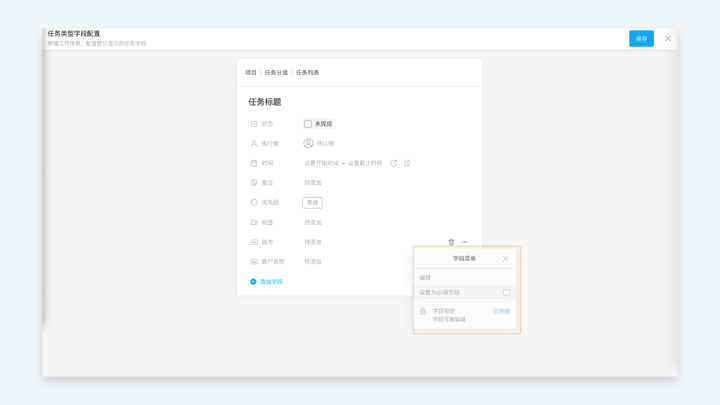 任务类型字段配置
根据工作场景，配置默认显示的任务字段
保存
项目 > 任务分组 > 任务列表
任务标题
状态 未完成
执行者 待认领
时间 设置开始时间 - 设置截止时间
备注 待添加
优先级 普通
标签 待添加
城市 待添加
客户名称 待添加
添加字段
字段菜单
编辑
设置为必填字段
字段锁定 已关闭
字段可被编辑